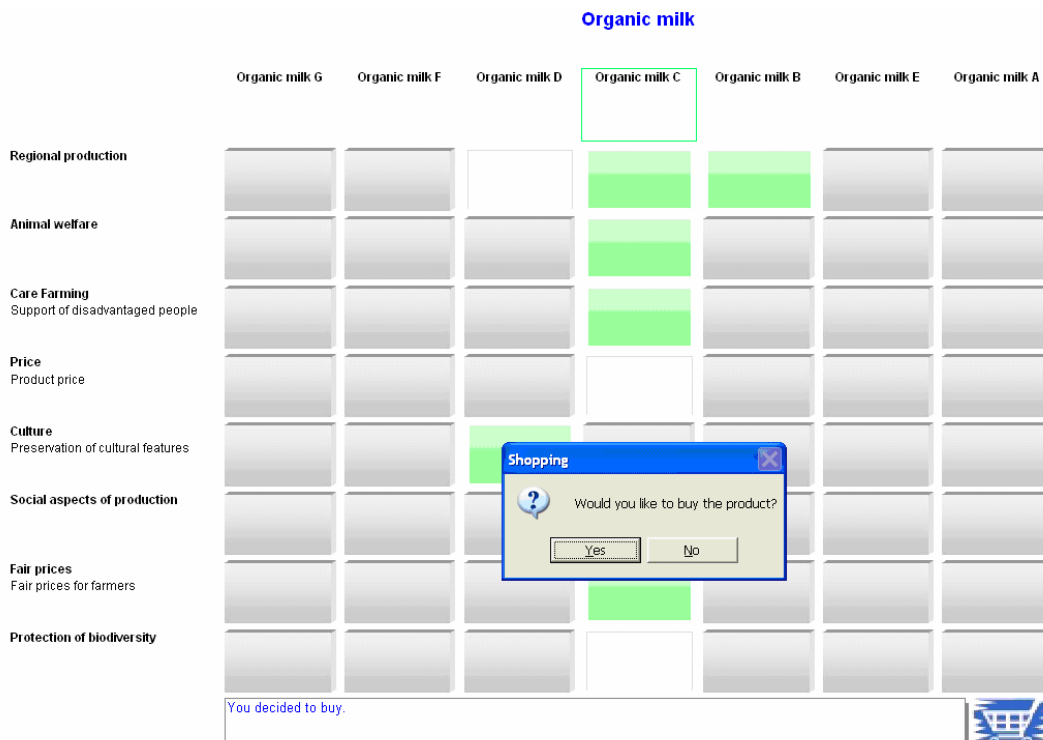 Organic milk
Organic milk G Organic milk F Organic milk D Organic milk C Organic milk B Organic milk E Organic milk A
Regional production
Animal welfare
Care Farming
Support of disadvantaged people
Price
Product price
Culture
Preservation of cultural features
Shopping
Would you like to buy the product?
Yes No
Social aspects of production
Fair prices
Fair prices for farmers
Protection of biodiversity
You decided to buy.